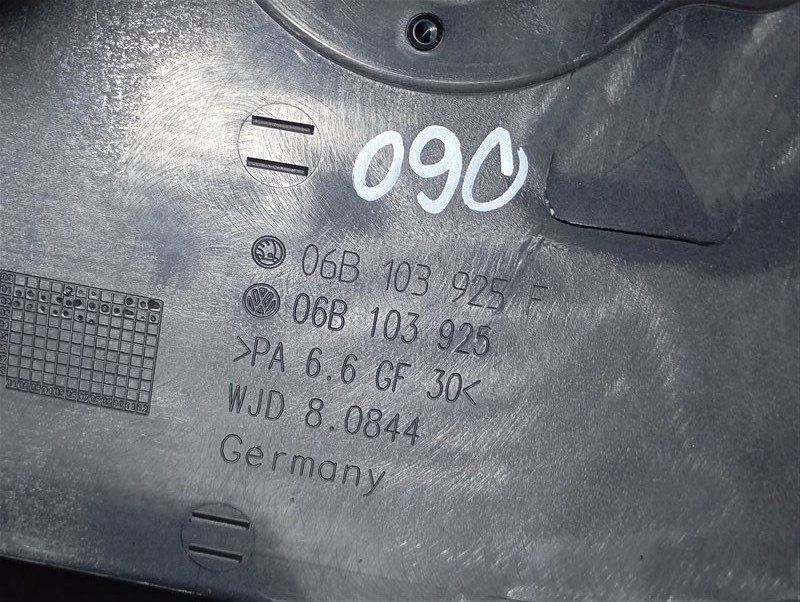 090
06B 103 925 F
06B 103 925
>PA 6.6 GF 30<
WJD 8.0844
Germany